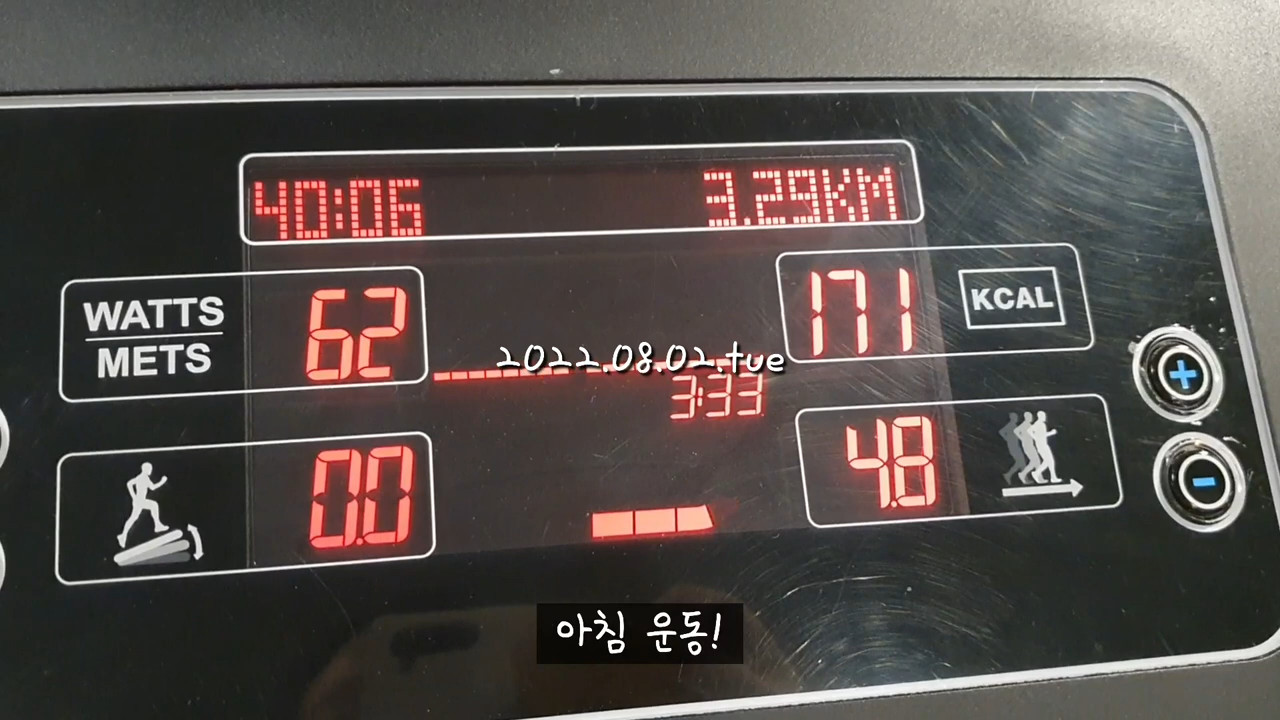 40:06 3.29KM
WATTS
METS
62
171
KCAL
2022.08.02.tue
3:33
0.0
4.8
+
-
아침 운동!